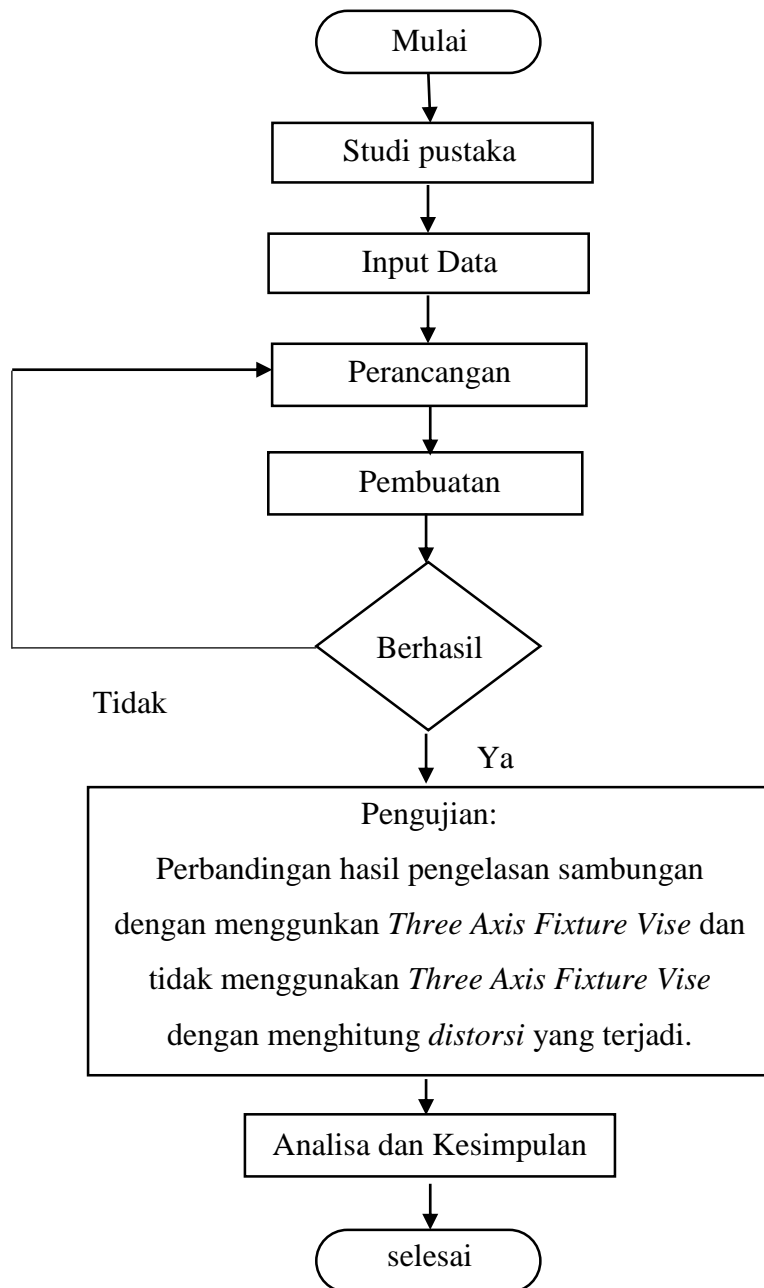 Mulai
Studi pustaka
Input Data
Perancangan
Pembuatan
Berhasil
Tidak
Ya
Pengujian:
Perbandingan hasil pengelasan sambungan
dengan menggunkan Three Axis Fixture Vise dan
tidak menggunakan Three Axis Fixture Vise
dengan menghitung distorsi yang terjadi.
Analisa dan Kesimpulan
selesai